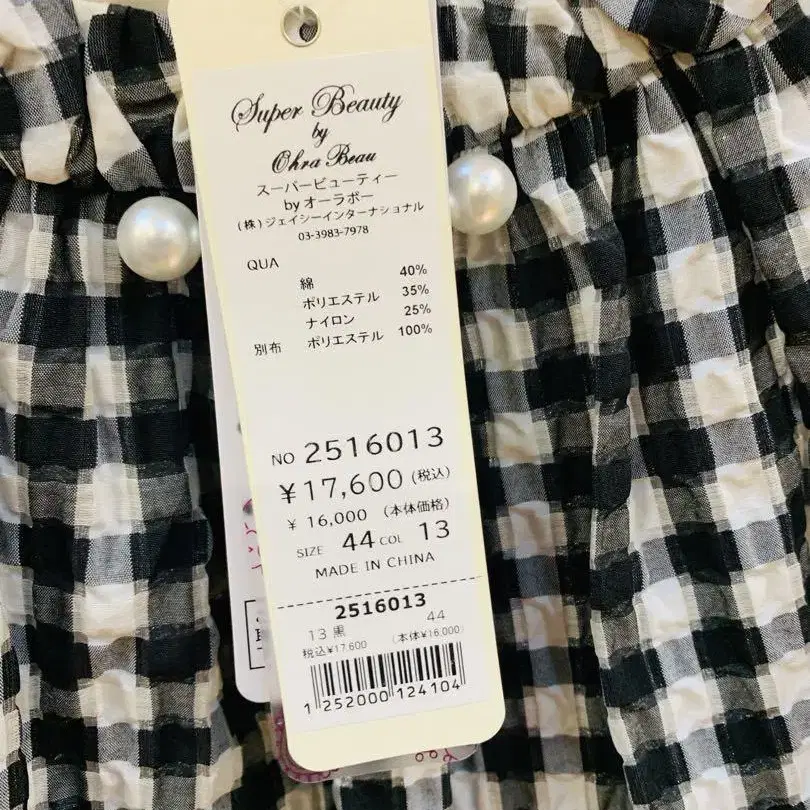 Super Beauty
by
Ohra Beau
スーパービューティー
by オーラボー
(株)ジェイシーインターナショナル
03-3983-7978
QUA
綿 40%
ポリエステル 35%
ナイロン 25%
別布 ポリエステル 100%
NO 2516013
¥17,600 (税込)
¥ 16,000 (本体価格)
SIZE 44 COL 13
MADE IN CHINA
2516013
13 黒 44
税込¥17,600 (本体¥16,000)
1 252000 124104